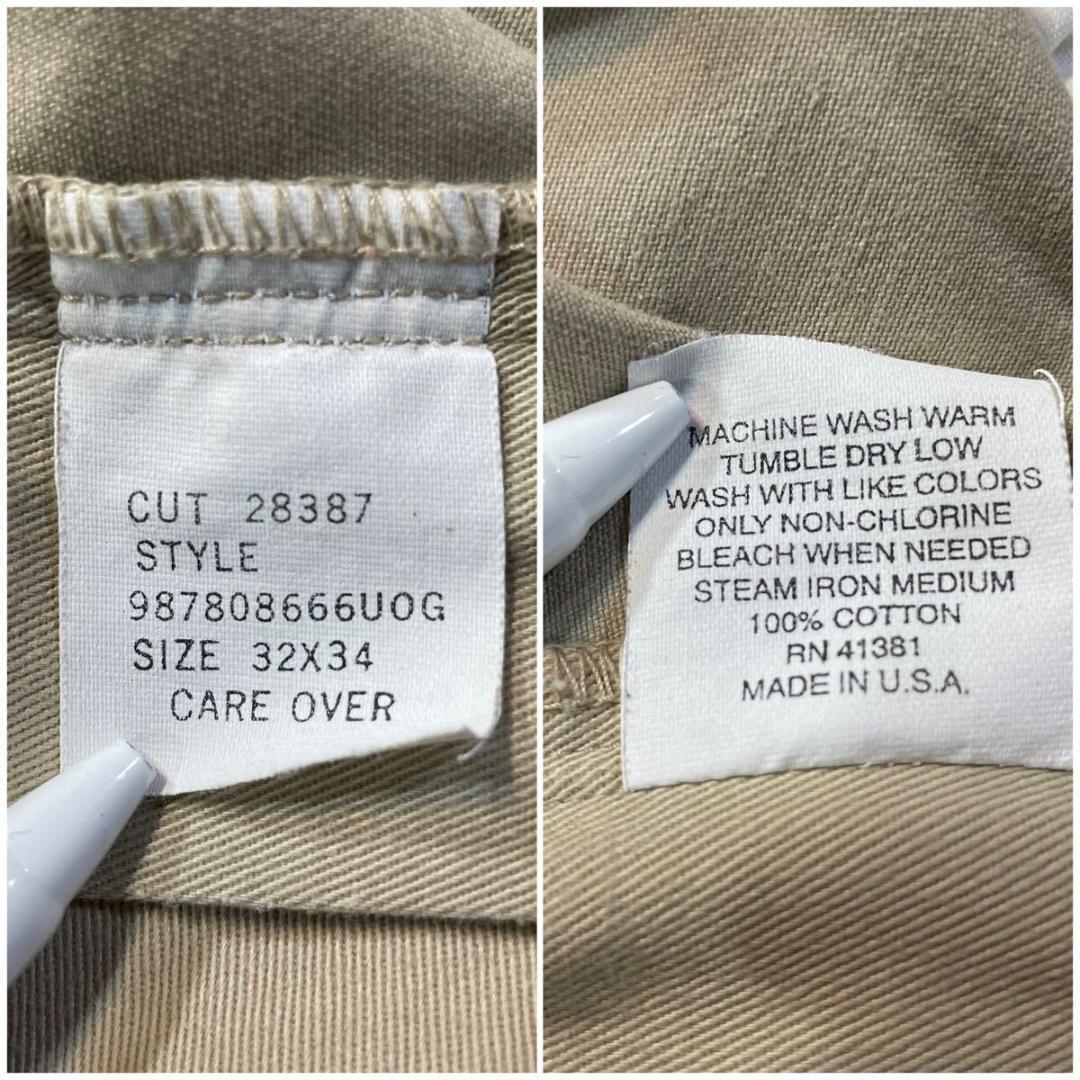 CUT 28387
STYLE
987808666UOG
SIZE 32X34
CARE OVER
MACHINE WASH WARM
TUMBLE DRY LOW
WASH WITH LIKE COLORS
ONLY NON-CHLORINE
BLEACH WHEN NEEDED
STEAM IRON MEDIUM
100% COTTON
RN 41381
MADE IN U.S.A.